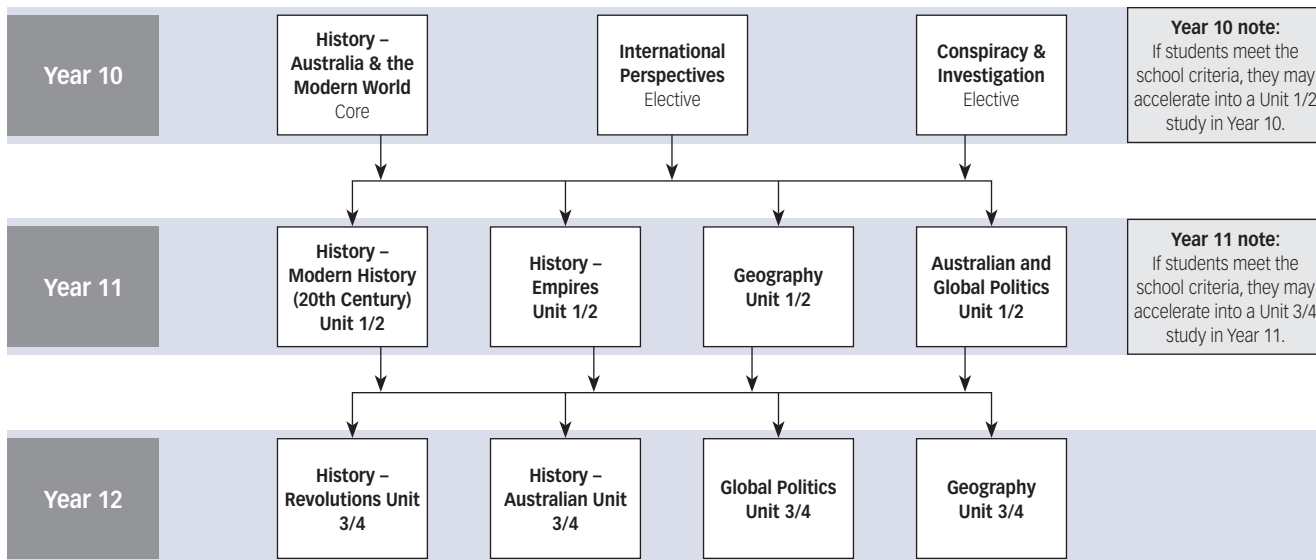 Year 10
History –
Australia & the
Modern World
Core
International
Perspectives
Elective
Conspiracy &
Investigation
Elective
Year 10 note:
If students meet the
school criteria, they may
accelerate into a Unit 1/2
study in Year 10.
Year 11
History –
Modern History
(20th Century)
Unit 1/2
History –
Empires
Unit 1/2
Geography
Unit 1/2
Australian and
Global Politics
Unit 1/2
Year 11 note:
If students meet the
school criteria, they may
accelerate into a Unit 3/4
study in Year 11.
Year 12
History –
Revolutions Unit
3/4
History –
Australian Unit
3/4
Global Politics
Unit 3/4
Geography
Unit 3/4